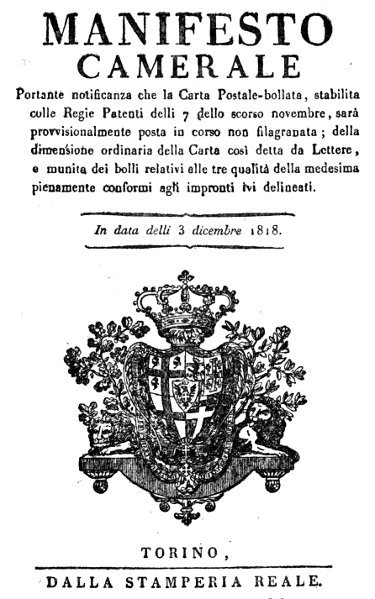 MANIFESTO
CAMERALE
Portante notificanza che la Carta Postale-bollata, stabilita
colle Regie Patenti delli 7 dello scorso novembre, sarà
provvisionalmente posta in corso non filagranata; della
dimensione ordinaria della Carta così detta da Lettere,
e munita dei bolli relativi alle tre qualità della medesima
pienamente conformi agli impronti ivi delineati.
In data delli 3 dicembre 1818.
TORINO,
DALLA STAMPERIA REALE.